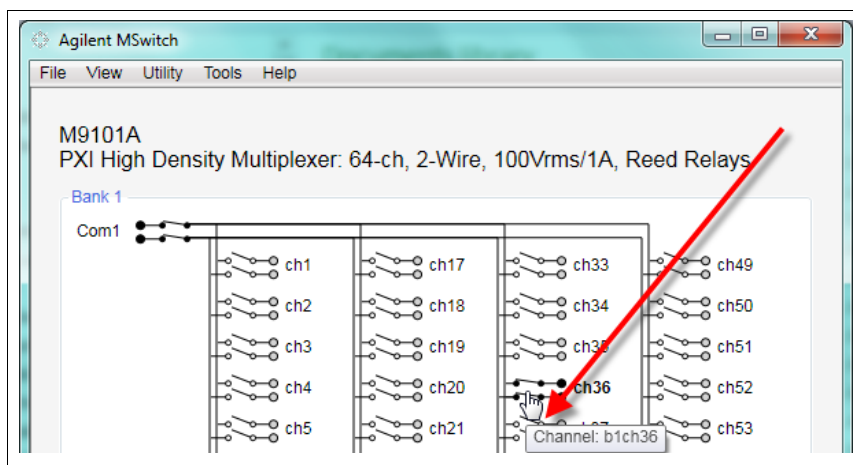 Agilent MSwitch
File View Utility Tools Help
M9101A
PXI High Density Multiplexer: 64-ch, 2-Wire, 100Vrms/1A, Reed Relays
Bank 1
Com1
ch1 ch17 ch33 ch49
ch2 ch18 ch34 ch50
ch3 ch19 ch35 ch51
ch4 ch20 ch36 ch52
ch5 ch21 ch37 ch53
Channel: b1ch36